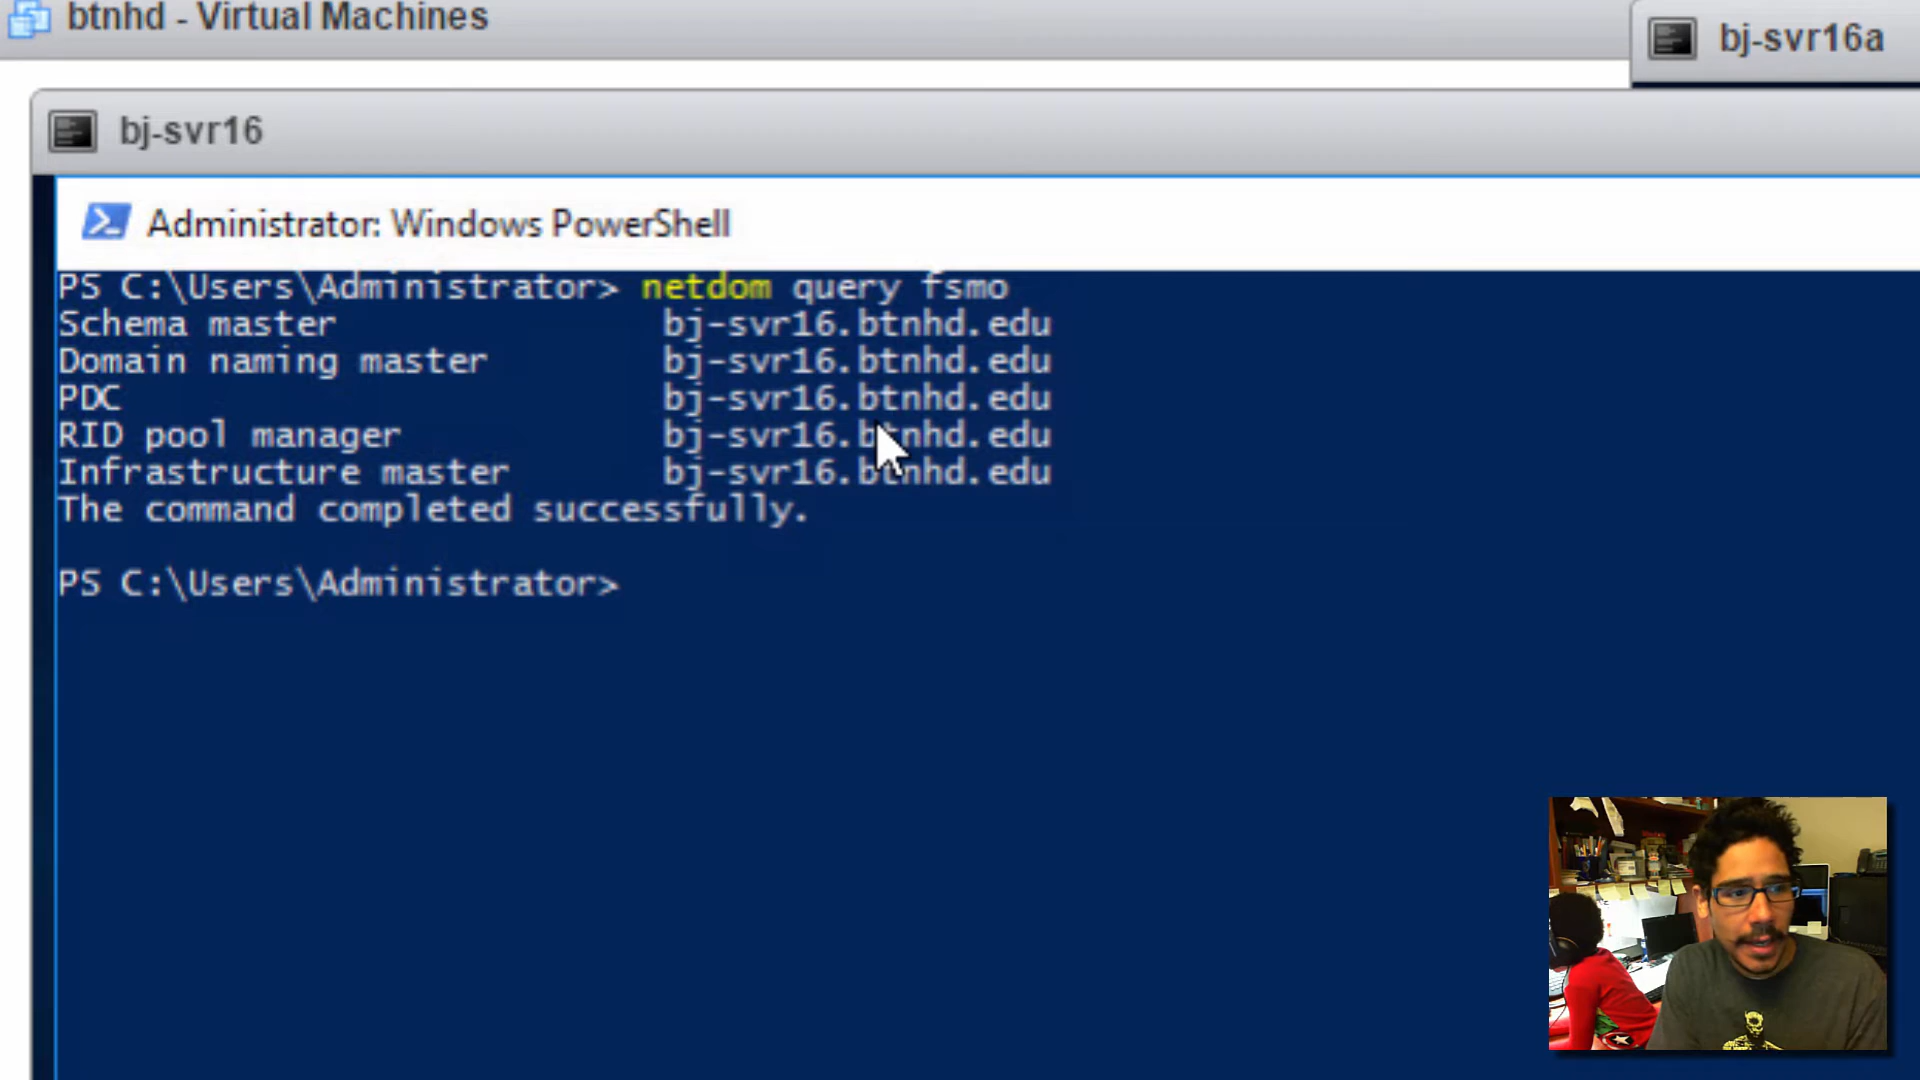 btnhd - Virtual Machines
bj-svr16a
bj-svr16
Administrator: Windows PowerShell
PS C:\Users\Administrator> netdom query fsmo
Schema master bj-svr16.btnhd.edu
Domain naming master bj-svr16.btnhd.edu
PDC bj-svr16.btnhd.edu
RID pool manager bj-svr16.btnhd.edu
Infrastructure master bj-svr16.btnhd.edu
The command completed successfully.
PS C:\Users\Administrator>